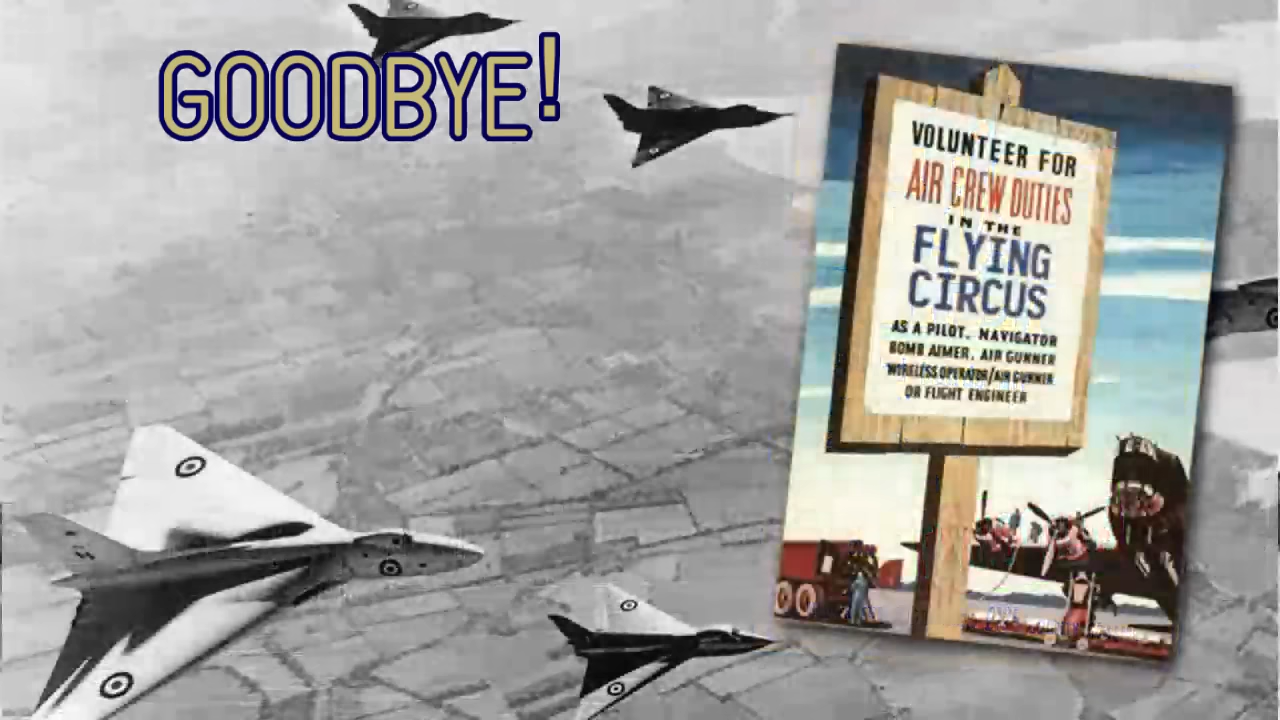 GOODBYE!
VOLUNTEER FOR
AIR CREW DUTIES
IN THE
FLYING
CIRCUS
AS A PILOT, NAVIGATOR
BOMB AIMER, AIR GUNNER
WIRELESS OPERATOR/AIR GUNNER
OR FLIGHT ENGINEER